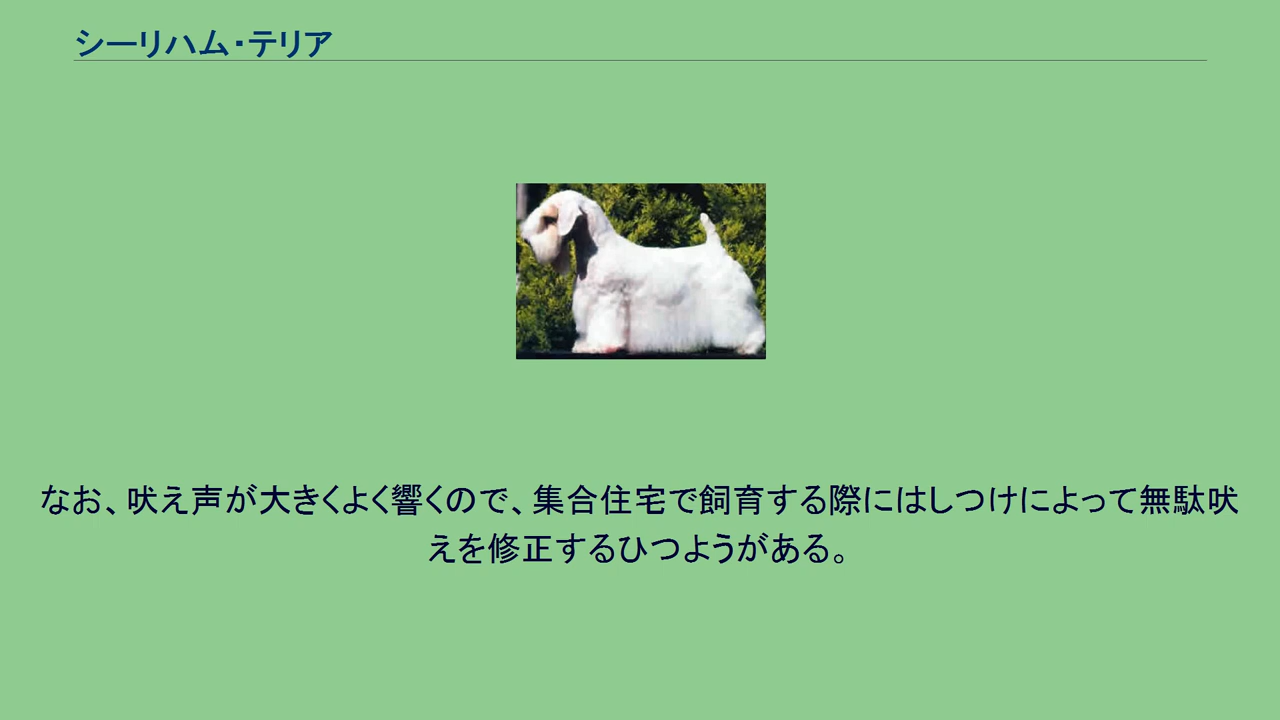 シーリハム・テリア
なお、吠え声が大きくよく響くので、集合住宅で飼育する際にはしつけによって無駄吠
えを修正するひつようがある。